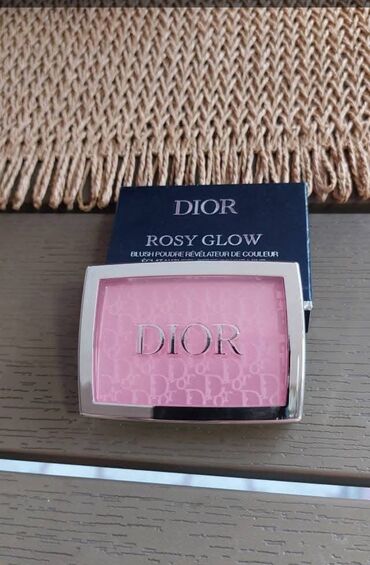 DIOR
ROSY GLOW
BLUSH POUDRE RÉVÉLATEUR DE COULEUR
DIOR